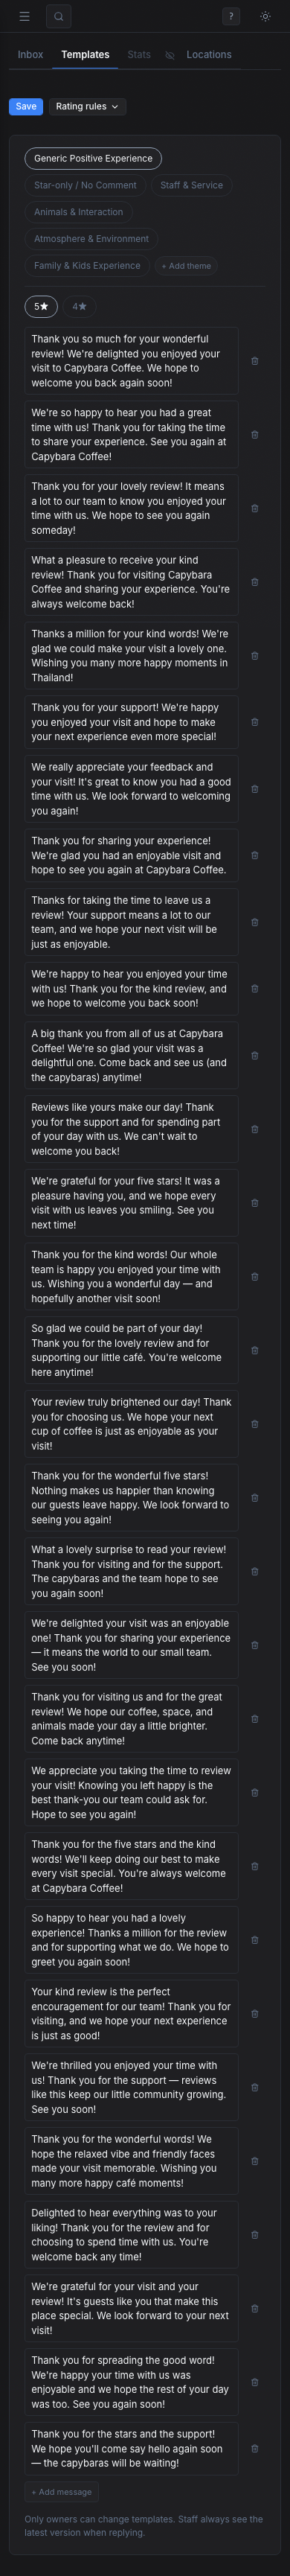 ?
Inbox Templates Stats Locations
Save Rating rules
Generic Positive Experience
Star-only / No Comment Staff & Service
Animals & Interaction
Atmosphere & Environment
Family & Kids Experience + Add theme
5★ 4★
Thank you so much for your wonderful
review! We're delighted you enjoyed your
visit to Capybara Coffee. We hope to
welcome you back again soon!
We're so happy to hear you had a great
time with us! Thank you for taking the time
to share your experience. See you again at
Capybara Coffee!
Thank you for your lovely review! It means
a lot to our team to know you enjoyed your
time with us. We hope to see you again
someday!
What a pleasure to receive your kind
review! Thank you for visiting Capybara
Coffee and sharing your experience. You're
always welcome back!
Thanks a million for your kind words! We're
glad we could make your visit a lovely one.
Wishing you many more happy moments in
Thailand!
Thank you for your support! We're happy
you enjoyed your visit and hope to make
your next experience even more special!
We really appreciate your feedback and
your visit! It's great to know you had a good
time with us. We look forward to welcoming
you again!
Thank you for sharing your experience!
We're glad you had an enjoyable visit and
hope to see you again at Capybara Coffee.
Thanks for taking the time to leave us a
review! Your support means a lot to our
team, and we hope your next visit will be
just as enjoyable.
We're happy to hear you enjoyed your time
with us! Thank you for the kind review, and
we hope to welcome you back soon!
A big thank you from all of us at Capybara
Coffee! We're so glad your visit was a
delightful one. Come back and see us (and
the capybaras) anytime!
Reviews like yours make our day! Thank
you for the support and for spending part
of your day with us. We can't wait to
welcome you back!
We're grateful for your five stars! It was a
pleasure having you, and we hope every
visit with us leaves you smiling. See you
next time!
Thank you for the kind words! Our whole
team is happy you enjoyed your time with
us. Wishing you a wonderful day — and
hopefully another visit soon!
So glad we could be part of your day!
Thank you for the lovely review and for
supporting our little café. You're welcome
here anytime!
Your review truly brightened our day! Thank
you for choosing us. We hope your next
cup of coffee is just as enjoyable as your
visit!
Thank you for the wonderful five stars!
Nothing makes us happier than knowing
our guests leave happy. We look forward to
seeing you again!
What a lovely surprise to read your review!
Thank you for visiting and for the support.
The capybaras and the team hope to see
you again soon!
We're delighted your visit was an enjoyable
one! Thank you for sharing your experience
— it means the world to our small team.
See you soon!
Thank you for visiting us and for the great
review! We hope our coffee, space, and
animals made your day a little brighter.
Come back anytime!
We appreciate you taking the time to review
your visit! Knowing you left happy is the
best thank-you our team could ask for.
Hope to see you again!
Thank you for the five stars and the kind
words! We'll keep doing our best to make
every visit special. You're always welcome
at Capybara Coffee!
So happy to hear you had a lovely
experience! Thanks a million for the review
and for supporting what we do. We hope to
greet you again soon!
Your kind review is the perfect
encouragement for our team! Thank you for
visiting, and we hope your next experience
is just as good!
We're thrilled you enjoyed your time with
us! Thank you for the support — reviews
like this keep our little community growing.
See you soon!
Thank you for the wonderful words! We
hope the relaxed vibe and friendly faces
made your visit memorable. Wishing you
many more happy café moments!
Delighted to hear everything was to your
liking! Thank you for the review and for
choosing to spend time with us. You're
welcome back any time!
We're grateful for your visit and your
review! It's guests like you that make this
place special. We look forward to your next
visit!
Thank you for spreading the good word!
We're happy your time with us was
enjoyable and we hope the rest of your day
was too. See you again soon!
Thank you for the stars and the support!
We hope you'll come say hello again soon
— the capybaras will be waiting!
+ Add message
Only owners can change templates. Staff always see the
latest version when replying.